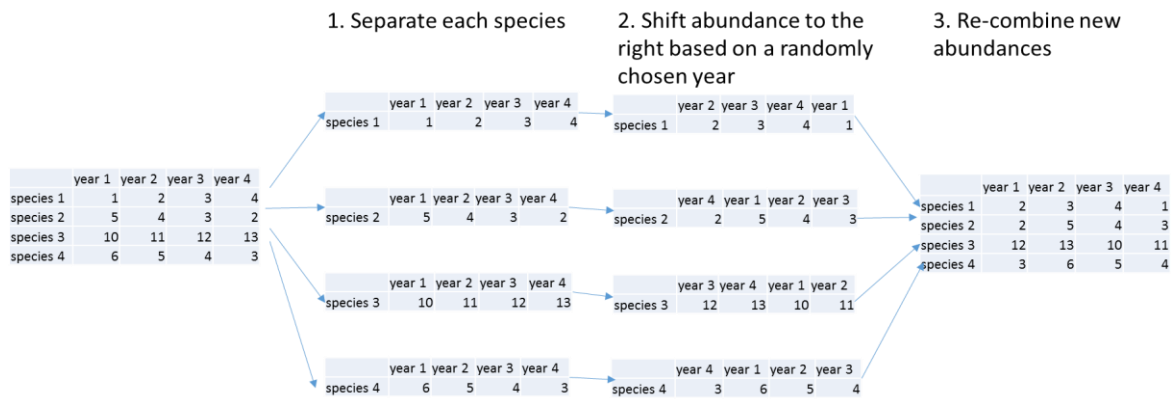 1. Separate each species
2. Shift abundance to the
right based on a randomly
chosen year
3. Re-combine new
abundances
year 1 year 2 year 3 year 4
species 1 1 2 3 4
species 2 5 4 3 2
species 3 10 11 12 13
species 4 6 5 4 3
year 1 year 2 year 3 year 4
species 1 1 2 3 4
year 1 year 2 year 3 year 4
species 2 5 4 3 2
year 1 year 2 year 3 year 4
species 3 10 11 12 13
year 1 year 2 year 3 year 4
species 4 6 5 4 3
year 2 year 3 year 4 year 1
species 1 2 3 4 1
year 4 year 1 year 2 year 3
species 2 2 5 4 3
year 3 year 4 year 1 year 2
species 3 12 13 10 11
year 4 year 1 year 2 year 3
species 4 3 6 5 4
year 1 year 2 year 3 year 4
species 1 2 3 4 1
species 2 2 5 4 3
species 3 12 13 10 11
species 4 3 6 5 4